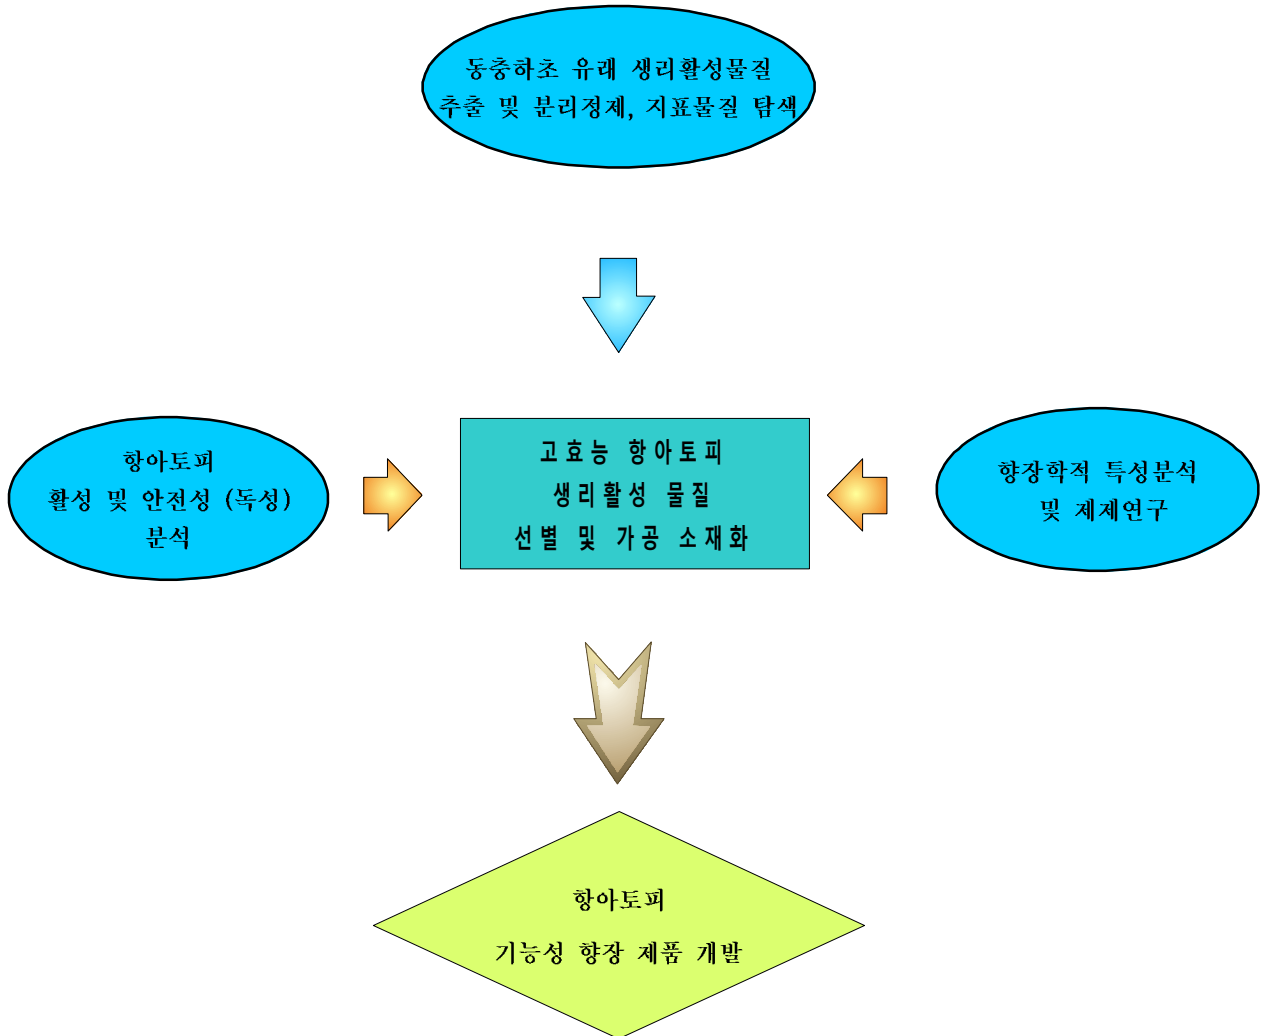 동충하초 유래 생리활성물질
추출 및 분리정제, 지표물질 탐색
항아토피
활성 및 안전성 (독성)
분석
고효능 항아토피
생리활성 물질
선별 및 가공 소재화
향장학적 특성분석
및 제제연구
항아토피
기능성 향장 제품 개발